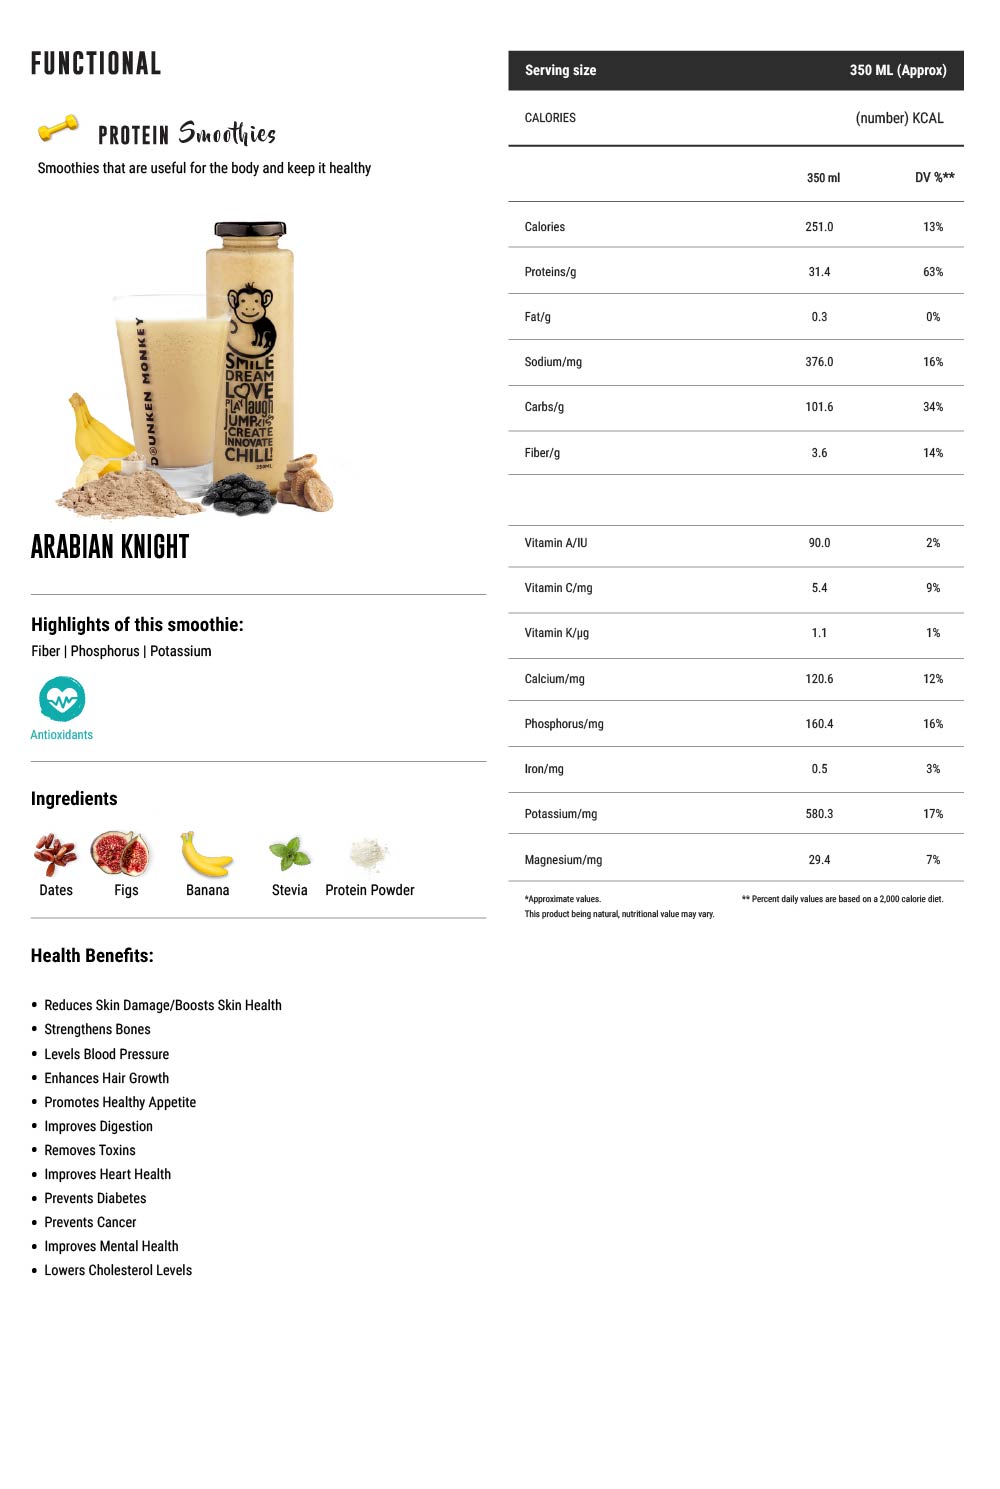 FUNCTIONAL
PROTEIN Smoothies
Smoothies that are useful for the body and keep it healthy
DRUNKEN MONKEY
SMILE
DREAM
LOVE
PLAY laugh
JUMP KISS
CREATE
INNOVATE
CHILL!
350ML
ARABIAN KNIGHT
Highlights of this smoothie:
Fiber | Phosphorus | Potassium
Antioxidants
Ingredients
Dates Figs Banana Stevia Protein Powder
Health Benefits:
• Reduces Skin Damage/Boosts Skin Health
• Strengthens Bones
• Levels Blood Pressure
• Enhances Hair Growth
• Promotes Healthy Appetite
• Improves Digestion
• Removes Toxins
• Improves Heart Health
• Prevents Diabetes
• Prevents Cancer
• Improves Mental Health
• Lowers Cholesterol Levels
Serving size 350 ML (Approx)
CALORIES (number) KCAL
350 ml DV %**
Calories 251.0 13%
Proteins/g 31.4 63%
Fat/g 0.3 0%
Sodium/mg 376.0 16%
Carbs/g 101.6 34%
Fiber/g 3.6 14%
Vitamin A/IU 90.0 2%
Vitamin C/mg 5.4 9%
Vitamin K/µg 1.1 1%
Calcium/mg 120.6 12%
Phosphorus/mg 160.4 16%
Iron/mg 0.5 3%
Potassium/mg 580.3 17%
Magnesium/mg 29.4 7%
*Approximate values. ** Percent daily values are based on a 2,000 calorie diet.
This product being natural, nutritional value may vary.